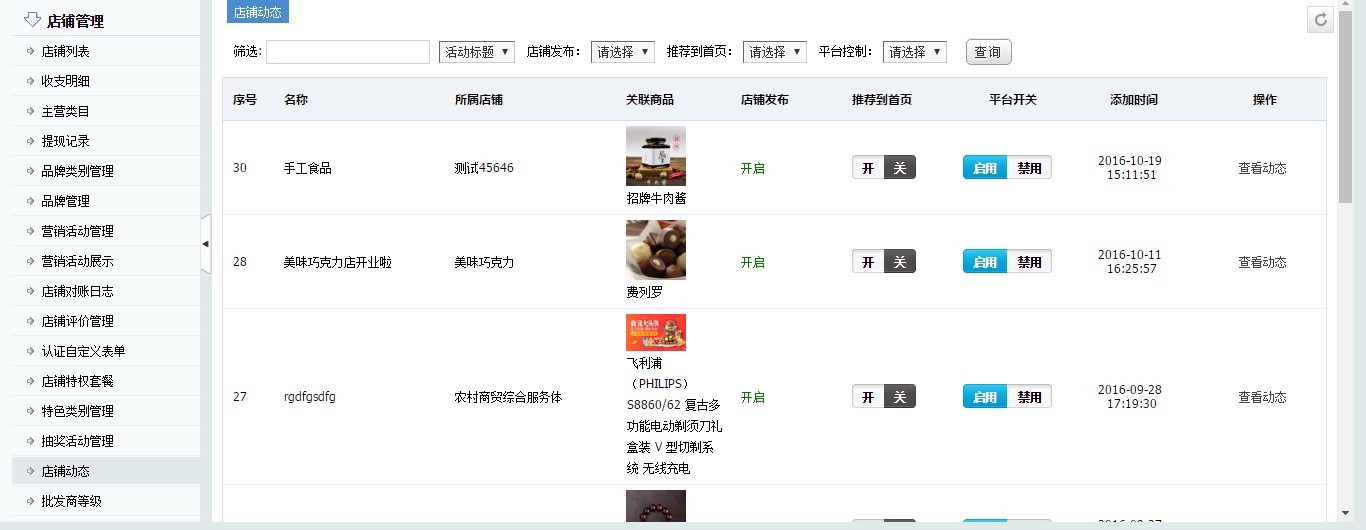 店铺管理
店铺列表
收支明细
主营类目
提现记录
品牌类别管理
品牌管理
营销活动管理
营销活动展示
店铺对账日志
店铺评价管理
认证自定义表单
店铺特权套餐
特色类别管理
抽奖活动管理
店铺动态
批发商等级
店铺动态
筛选: 活动标题 店铺发布: 请选择 推荐到首页: 请选择 平台控制: 请选择 查询
序号 名称 所属店铺 关联商品 店铺发布 推荐到首页 平台开关 添加时间 操作
30 手工食品 测试45646 招牌牛肉酱 开启 开 关 启用 禁用 2016-10-19
15:11:51 查看动态
28 美味巧克力店开业啦 美味巧克力 费列罗 开启 开 关 启用 禁用 2016-10-11
16:25:57 查看动态
27 rgdfgsdfg 农村商贸综合服务体 开启 开 关 启用 禁用 2016-09-28
17:19:30 查看动态
飞利浦
（PHILIPS）
S8860/62 复古多
功能电动剃须刀礼
盒装 V 型切剃系
统 无线充电